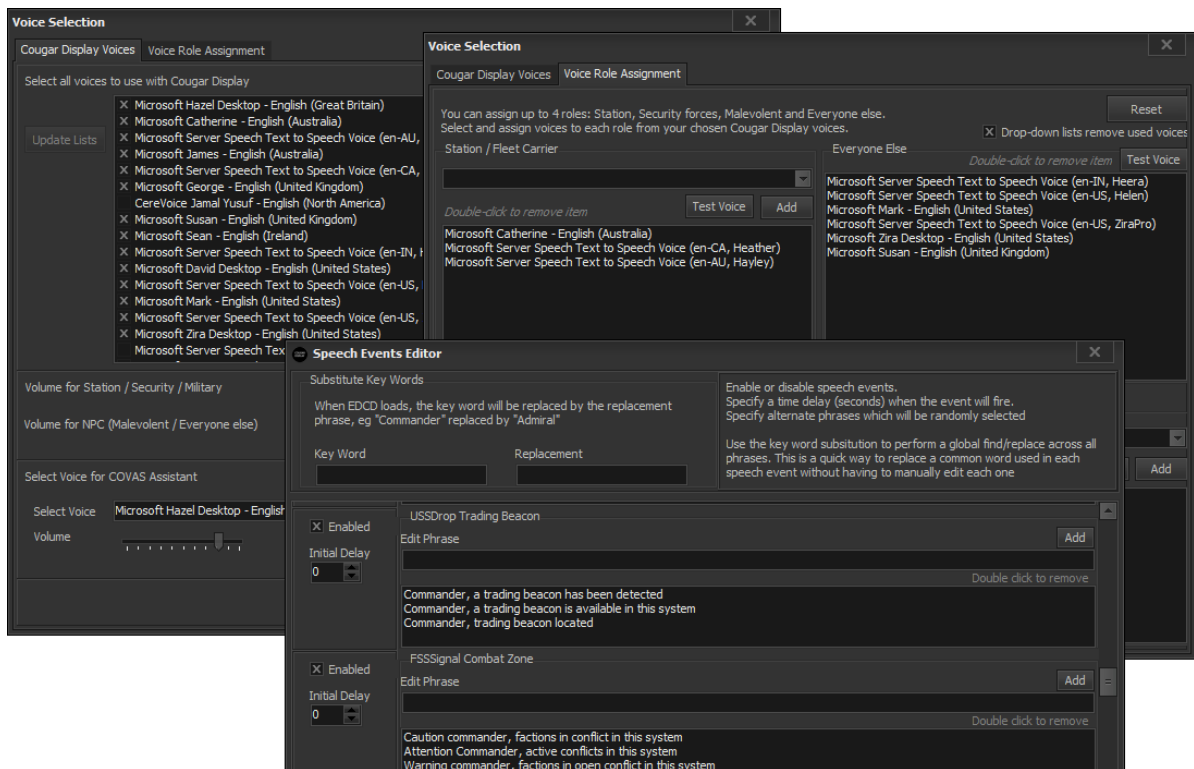 Voice Selection
Cougar Display Voices
Voice Role Assignment
Select all voices to use with Cougar Display
Update Lists
Microsoft Hazel Desktop - English (Great Britain)
Microsoft Catherine - English (Australia)
Microsoft Server Speech Text to Speech Voice (en-AU,
Microsoft James - English (Australia)
Microsoft Server Speech Text to Speech Voice (en-CA,
Microsoft George - English (United Kingdom)
CereVoice Jamal Yusuf - English (North America)
Microsoft Susan - English (United Kingdom)
Microsoft Sean - English (Ireland)
Microsoft Server Speech Text to Speech Voice (en-IN,
Microsoft David Desktop - English (United States)
Microsoft Server Speech Text to Speech Voice (en-US,
Microsoft Mark - English (United States)
Microsoft Server Speech Text to Speech Voice (en-US,
Microsoft Zira Desktop - English (United States)
Microsoft Server Speech Tex
Volume for Station / Security / Military
Volume for NPC (Malevolent / Everyone else)
Select Voice for COVAS Assistant
Select Voice
Microsoft Hazel Desktop - English
Volume
Voice Selection
Cougar Display Voices
Voice Role Assignment
You can assign up to 4 roles: Station, Security forces, Malevolent and Everyone else.
Select and assign voices to each role from your chosen Cougar Display voices.
Reset
Drop-down lists remove used voices
Station / Fleet Carrier
Double-click to remove item
Test Voice
Add
Microsoft Catherine - English (Australia)
Microsoft Server Speech Text to Speech Voice (en-CA, Heather)
Microsoft Server Speech Text to Speech Voice (en-AU, Hayley)
Everyone Else
Double-click to remove item
Test Voice
Microsoft Server Speech Text to Speech Voice (en-IN, Heera)
Microsoft Server Speech Text to Speech Voice (en-US, Helen)
Microsoft Mark - English (United States)
Microsoft Server Speech Text to Speech Voice (en-US, ZiraPro)
Microsoft Zira Desktop - English (United States)
Microsoft Susan - English (United Kingdom)
Add
Speech Events Editor
Substitute Key Words
When EDCD loads, the key word will be replaced by the replacement
phrase, eg "Commander" replaced by "Admiral"
Key Word
Replacement
Enable or disable speech events.
Specify a time delay (seconds) when the event will fire.
Specify alternate phrases which will be randomly selected
Use the key word subsitution to perform a global find/replace across all
phrases. This is a quick way to replace a common word used in each
speech event without having to manually edit each one
Enabled
Initial Delay
0
USSDrop Trading Beacon
Edit Phrase
Add
Double click to remove
Commander, a trading beacon has been detected
Commander, a trading beacon is available in this system
Commander, trading beacon located
Enabled
Initial Delay
0
FSSSignal Combat Zone
Edit Phrase
Add
Double click to remove
Caution commander, factions in conflict in this system
Attention Commander, active conflicts in this system
Warning commander, factions in open conflict in this system